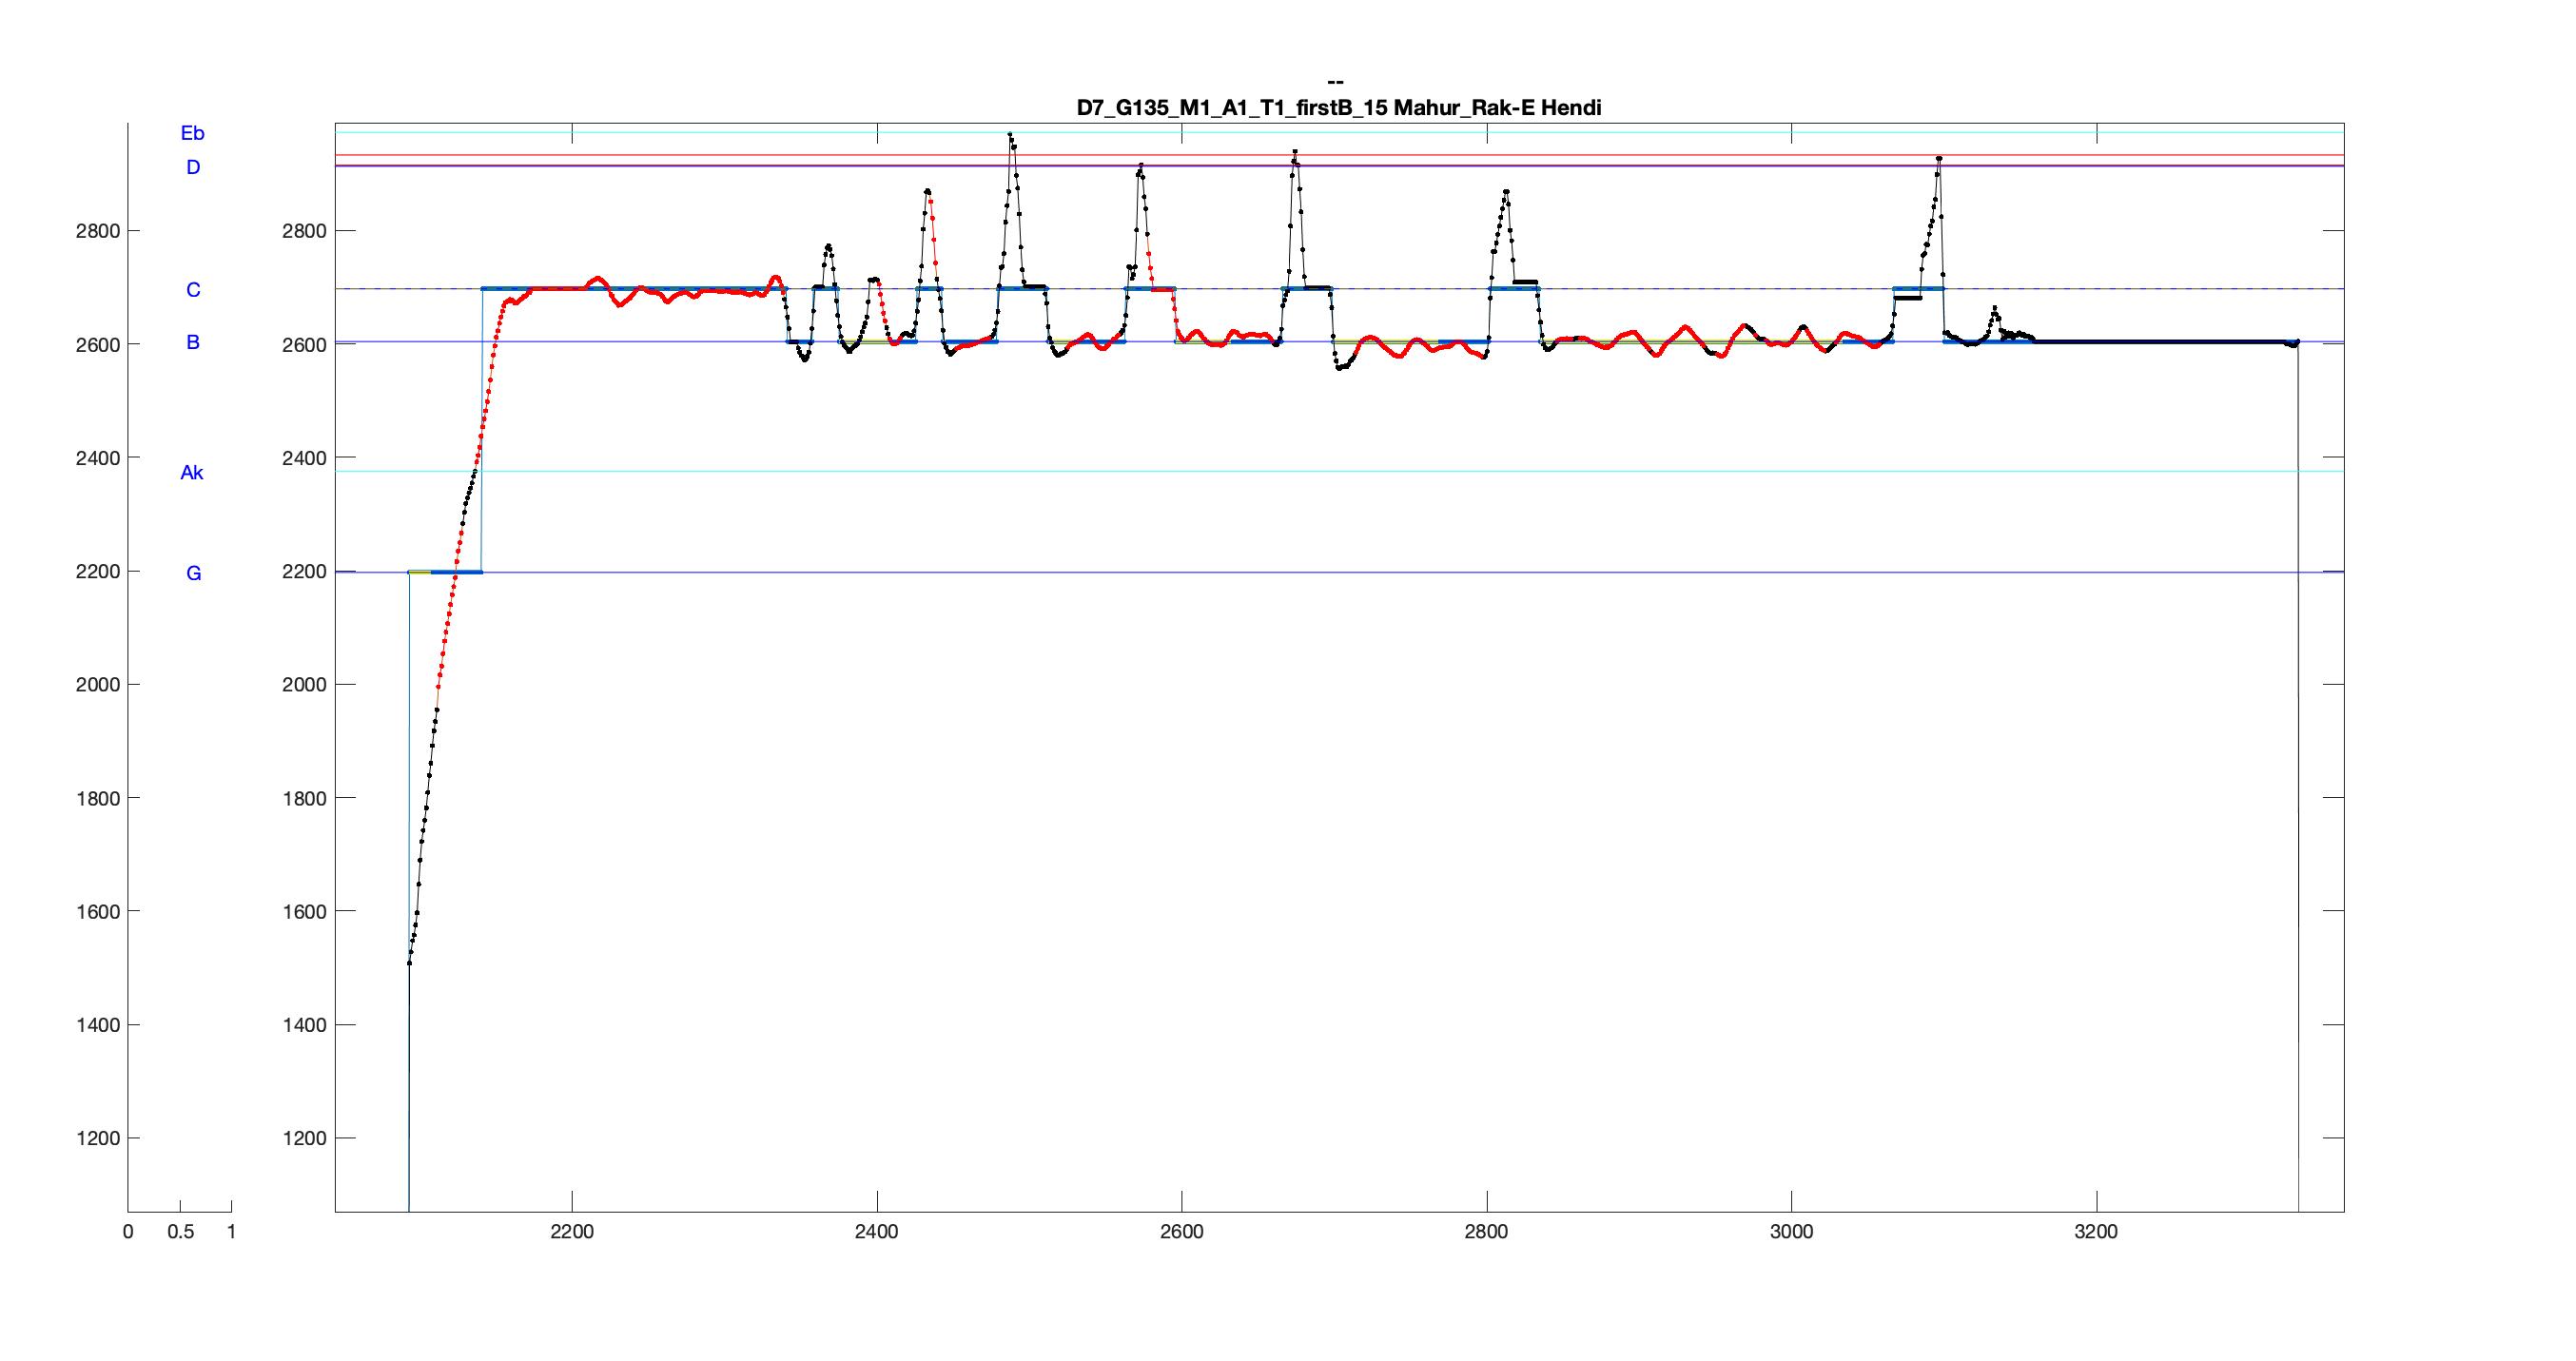 --
D7_G135_M1_A1_T1_firstB_15 Mahur_Rak-E Hendi
Eb
D
2800 2800
C
2600 B 2600
2400 2400
Ak
2200 G 2200
2000 2000
1800 1800
1600 1600
1400 1400
1200 1200
0 0.5 1 2200 2400 2600 2800 3000 3200